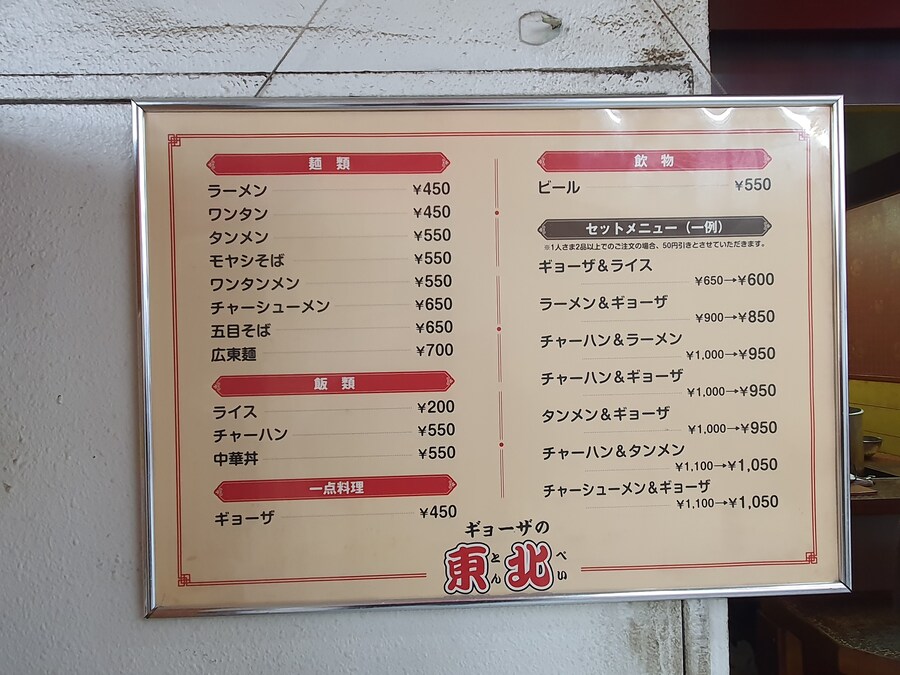 麺類
ラーメン ¥450
ワンタン ¥450
タンメン ¥550
モヤシそば ¥550
ワンタンメン ¥550
チャーシューメン ¥650
五目そば ¥650
広東麺 ¥700
飯類
ライス ¥200
チャーハン ¥550
中華丼 ¥550
一点料理
ギョーザ ¥450
飲物
ビール ¥550
セットメニュー（一例）
※1人さま2品以上でのご注文の場合、50円引きとさせていただきます。
ギョーザ＆ライス
¥650→¥600
ラーメン＆ギョーザ
¥900→¥850
チャーハン＆ラーメン
¥1,000→¥950
チャーハン＆ギョーザ
¥1,000→¥950
タンメン＆ギョーザ
¥1,000→¥950
チャーハン＆タンメン
¥1,100→¥1,050
チャーシューメン＆ギョーザ
¥1,100→¥1,050
ギョーザの
東とん北ぺい